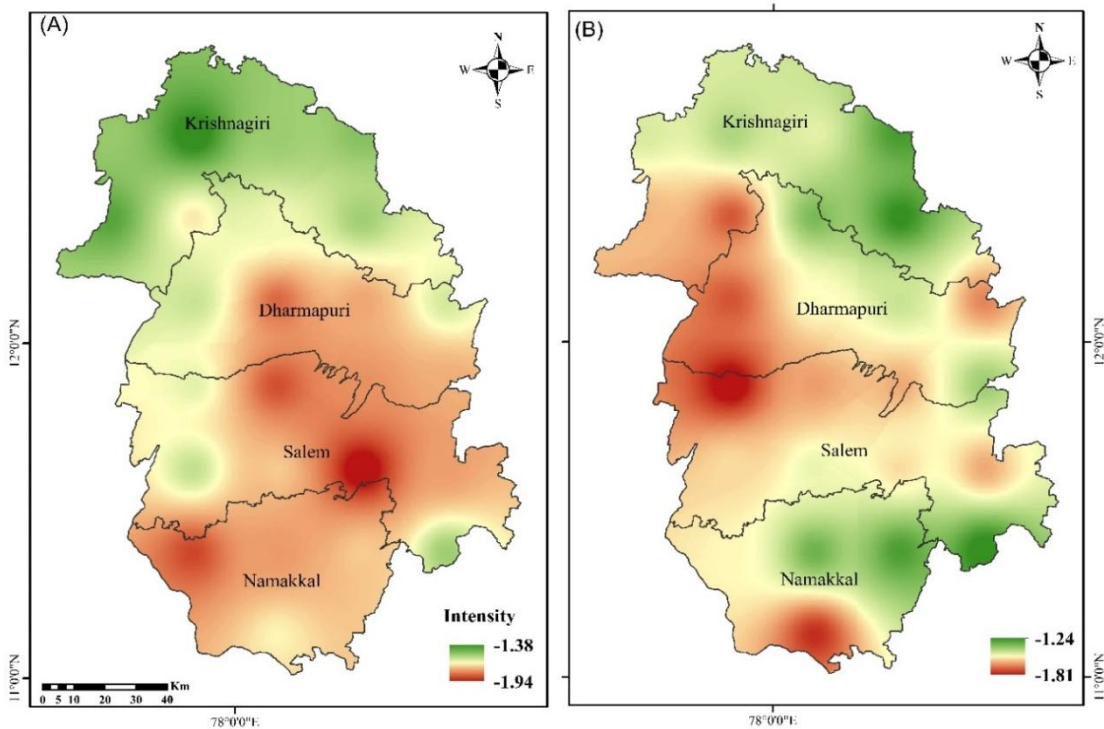 (A)
N
W E
S
Krishnagiri
Dharmapuri
Salem
Namakkal
12°0'0"N
11°0'0"N
Intensity
-1.38
-1.94
Km
0 5 10 20 30 40
78°0'0"E
(B)
N
W E
S
Krishnagiri
Dharmapuri
Salem
Namakkal
12°0'0"N
11°0'0"N
-1.24
-1.81
78°0'0"E